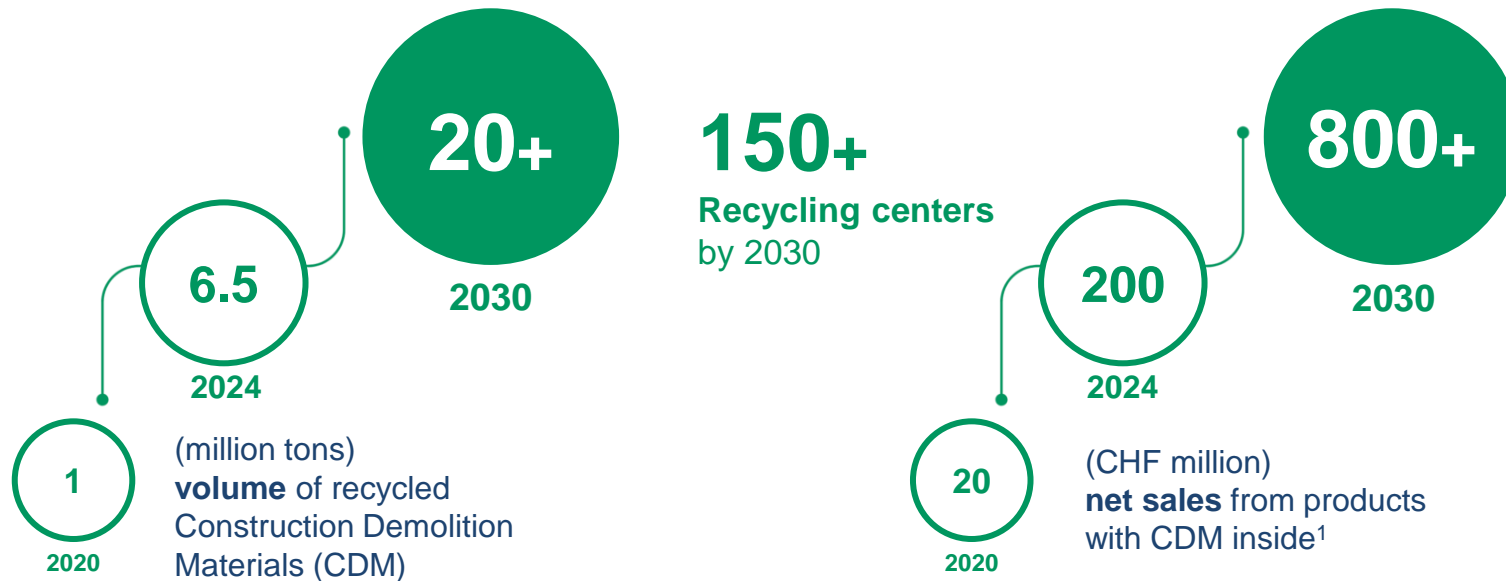 20+
2030
6.5
2024
1
2020
(million tons)
volume of recycled
Construction Demolition
Materials (CDM)
150+
Recycling centers
by 2030
800+
2030
200
2024
20
2020
(CHF million)
net sales from products
with CDM inside¹